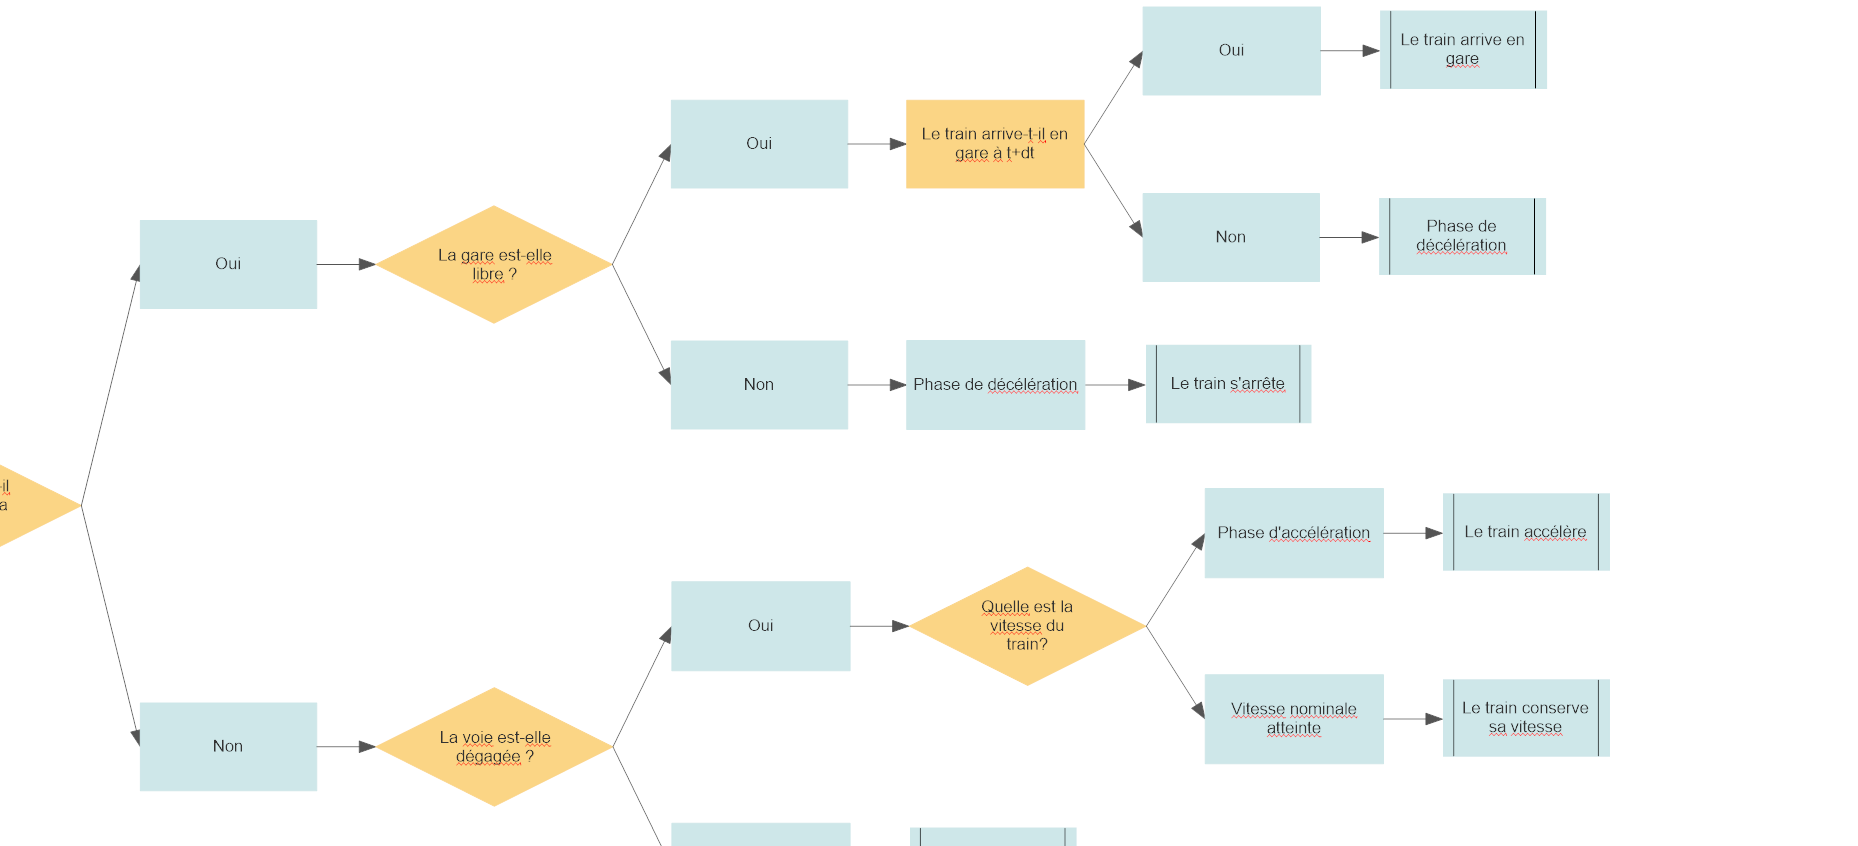 Oui
Le train arrive en
gare
Oui
Le train arrive-t-il en
gare à t+dt
Non
Phase de
décélération
Oui
La gare est-elle
libre ?
Non
Phase de décélération
Le train s'arrête
-il
a
Phase d'accélération
Le train accélère
Oui
Quelle est la
vitesse du
train?
Vitesse nominale
atteinte
Le train conserve
sa vitesse
Non
La voie est-elle
dégagée ?